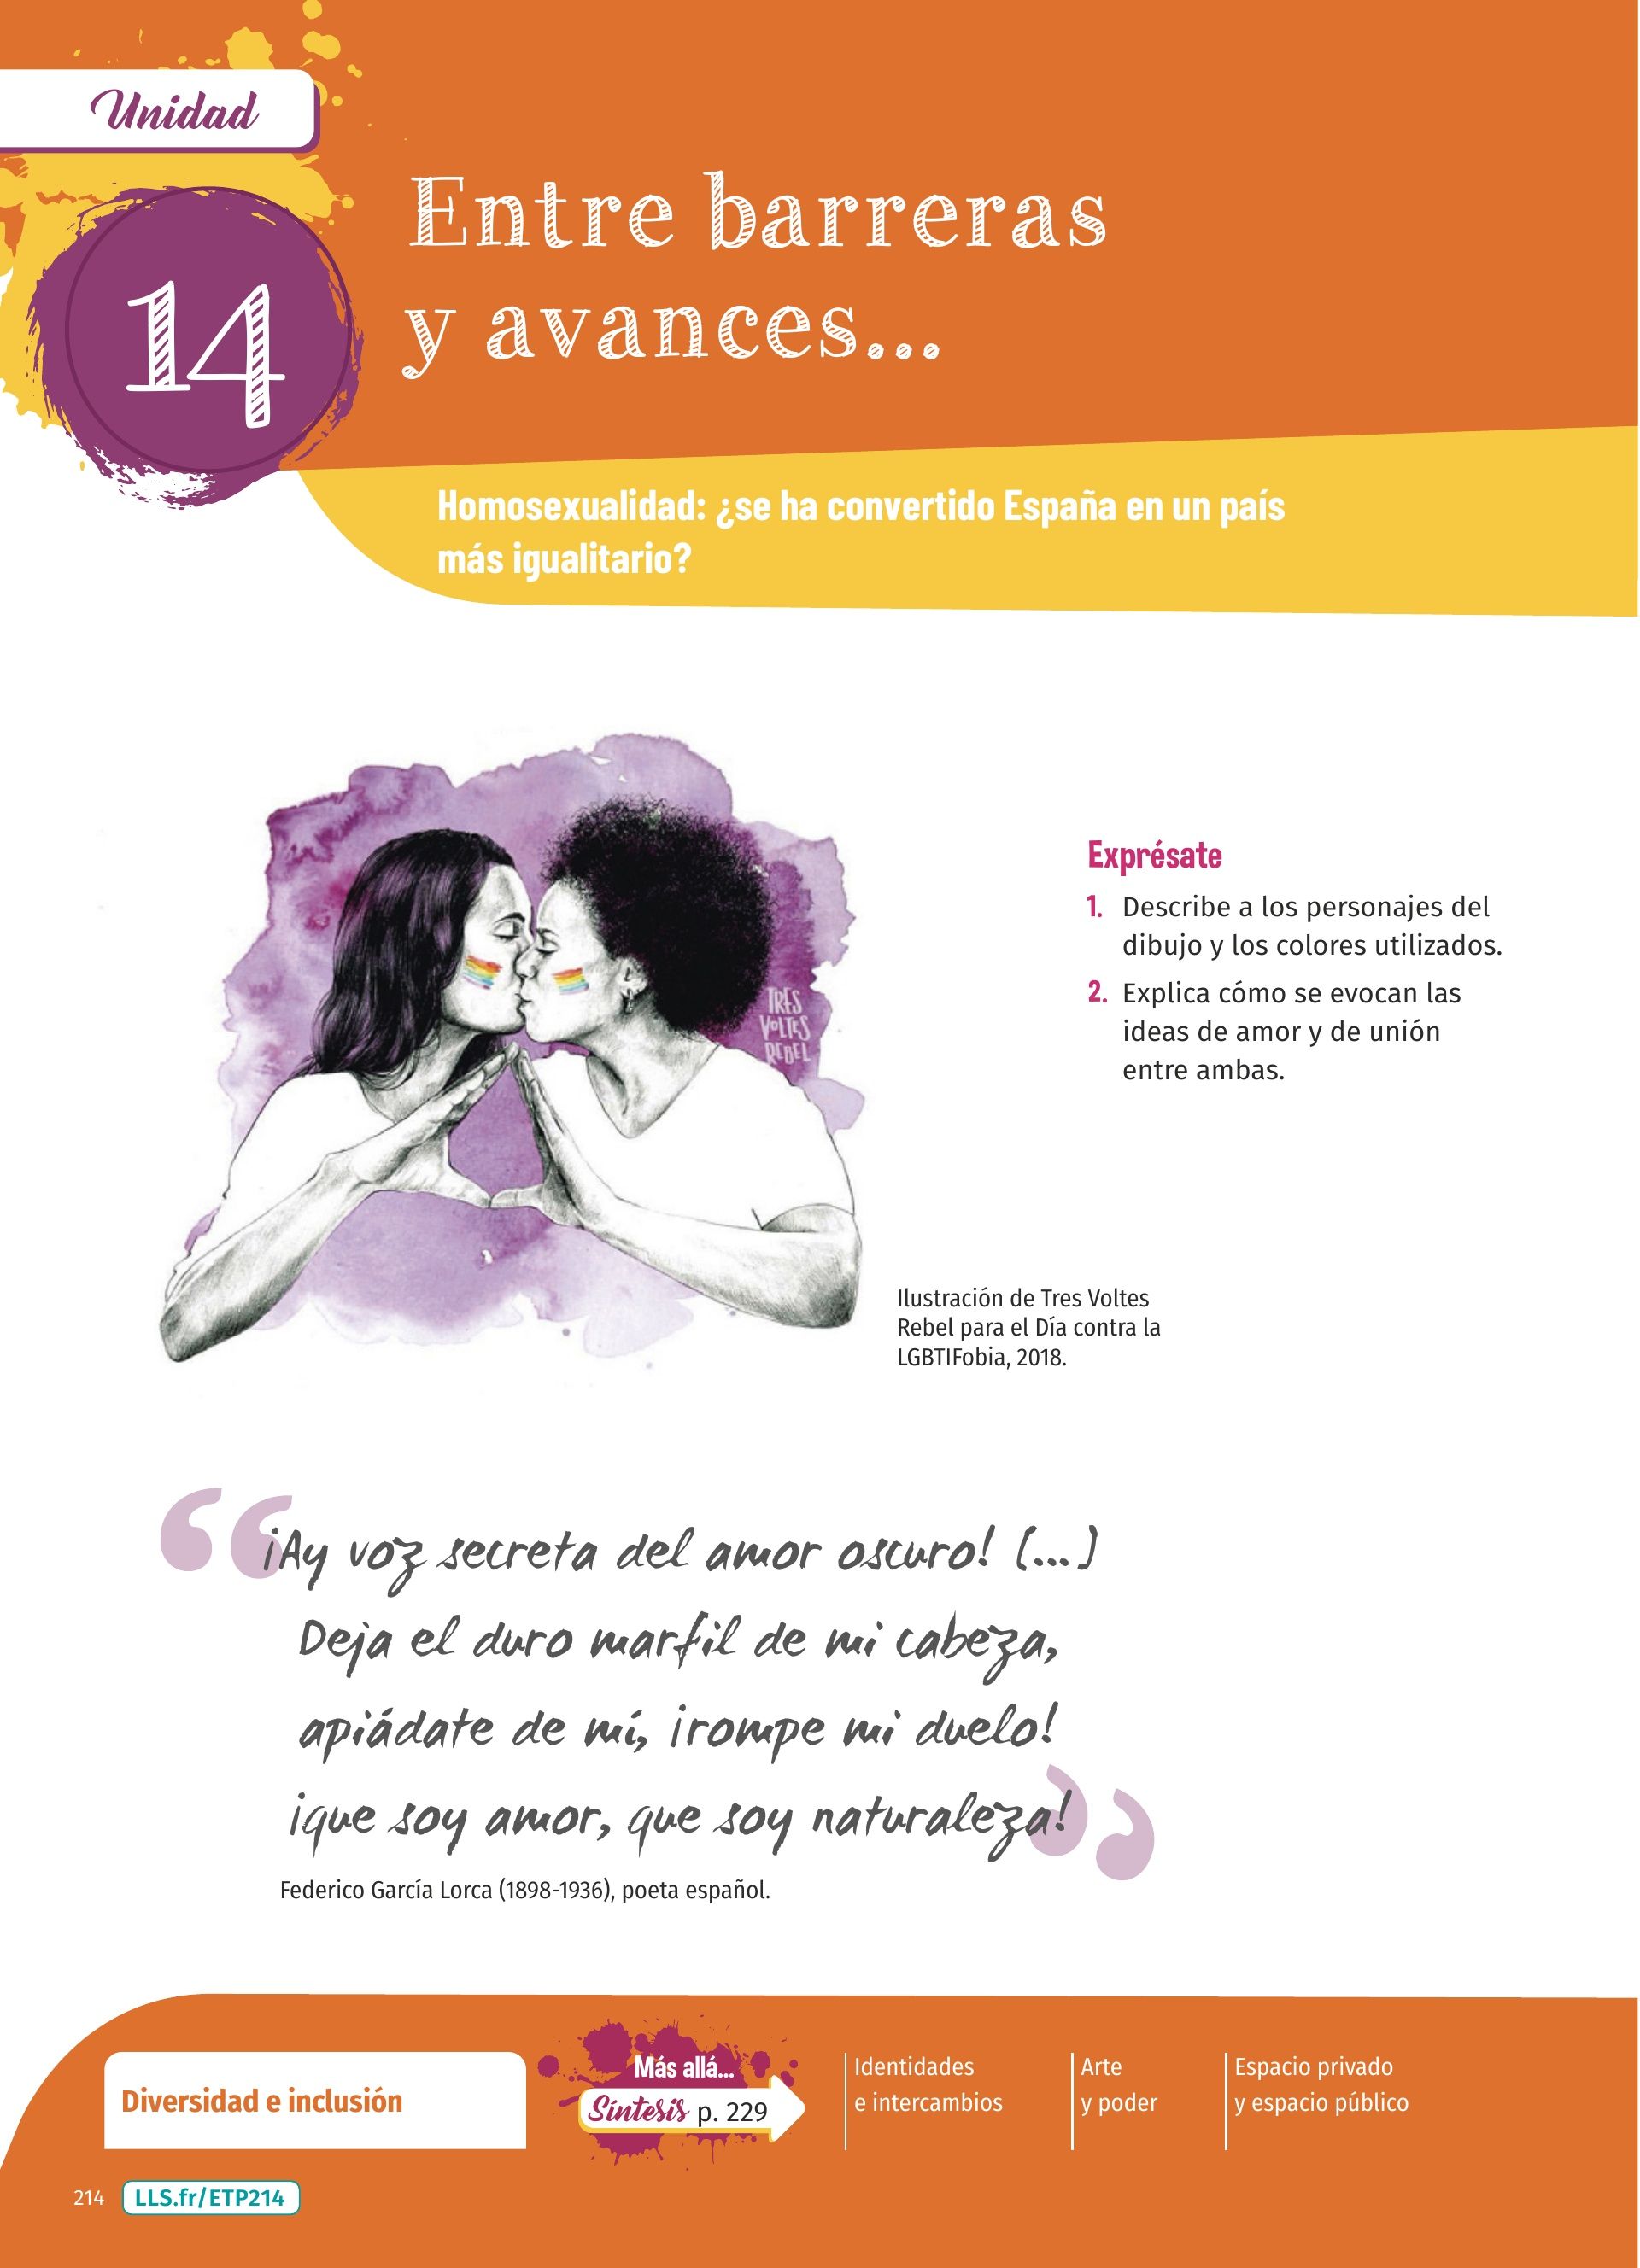 Unidad
14
Entre barreras
y avances...
Homosexualidad: ¿se ha convertido España en un país
más igualitario?
TRES
VOLTES
REBEL
Exprésate
1. Describe a los personajes del
dibujo y los colores utilizados.
2. Explica cómo se evocan las
ideas de amor y de unión
entre ambas.
Ilustración de Tres Voltes
Rebel para el Día contra la
LGBTIFobia, 2018.
“¡Ay voz secreta del amor oscuro! (...)
Deja el duro marfil de mi cabeza,
apiádate de mí, ¡rompe mi duelo!
¡que soy amor, que soy naturaleza!”
Federico García Lorca (1898-1936), poeta español.
Diversidad e inclusión
Más allá...
Síntesis p. 229
Identidades
e intercambios
Arte
y poder
Espacio privado
y espacio público
214
LLS.fr/ETP214